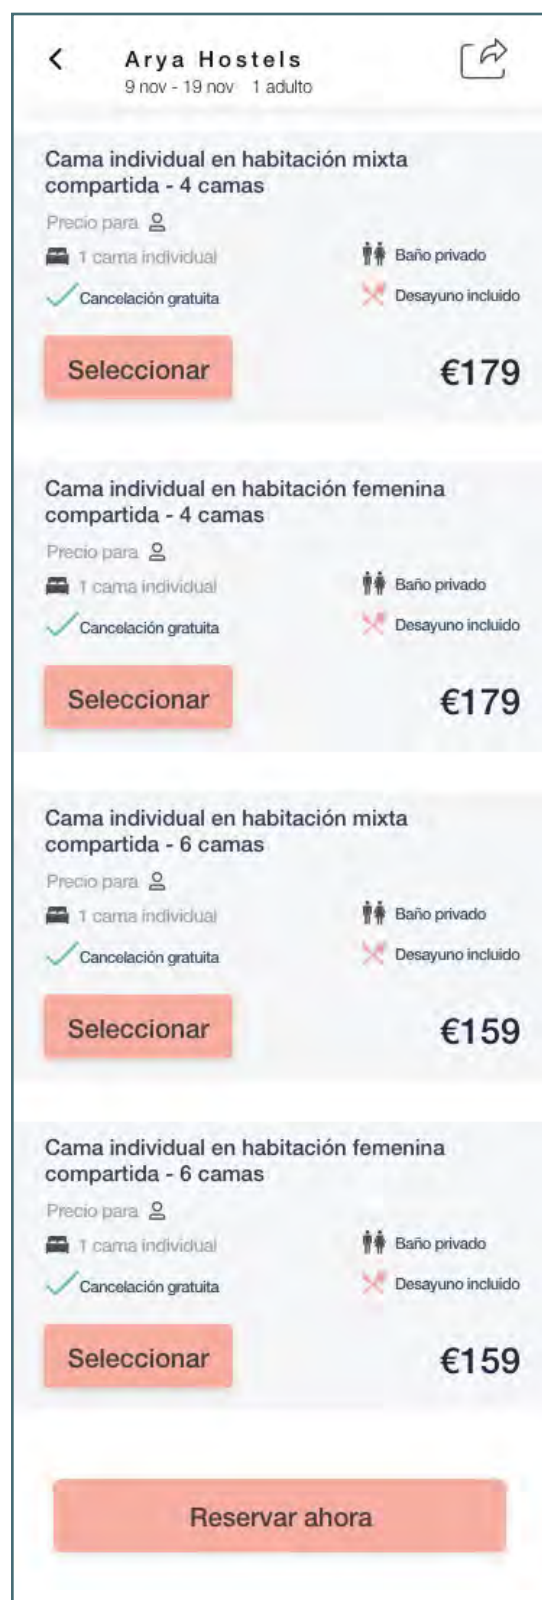 Arya Hostels
9 nov - 19 nov 1 adulto
Cama individual en habitación mixta
compartida - 4 camas
Precio para
1 cama individual
Baño privado
Cancelación gratuita
Desayuno incluido
Seleccionar
€179
Cama individual en habitación femenina
compartida - 4 camas
Precio para
1 cama individual
Baño privado
Cancelación gratuita
Desayuno incluido
Seleccionar
€179
Cama individual en habitación mixta
compartida - 6 camas
Precio para
1 cama individual
Baño privado
Cancelación gratuita
Desayuno incluido
Seleccionar
€159
Cama individual en habitación femenina
compartida - 6 camas
Precio para
1 cama individual
Baño privado
Cancelación gratuita
Desayuno incluido
Seleccionar
€159
Reservar ahora